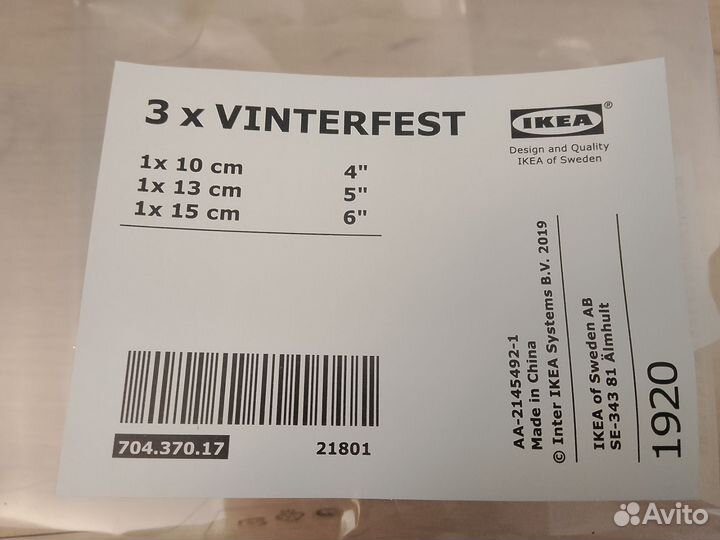 3 x VINTERFEST
1x 10 cm 4"
1x 13 cm 5"
1x 15 cm 6"
IKEA®
Design and Quality
IKEA of Sweden
704.370.17 21801
AA-2145492-1
Made in China
© Inter IKEA Systems B.V. 2019
IKEA of Sweden AB
SE-343 81 Älmhult
1920
Avito